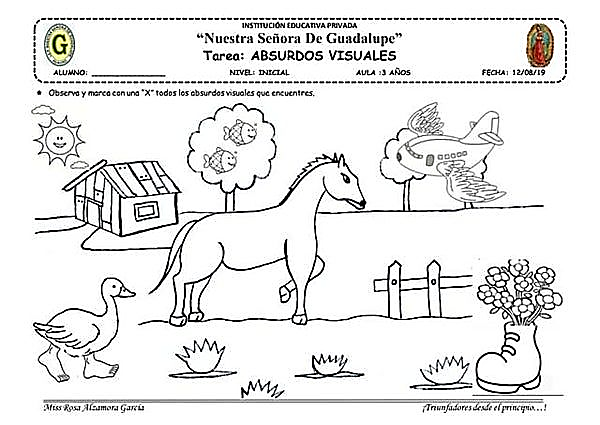 INSTITUCIÓN EDUCATIVA PRIVADA
“Nuestra Señora De Guadalupe”
Tarea: ABSURDOS VISUALES
ALUMNO: ________________ NIVEL: INICIAL AULA :3 AÑOS FECHA: 12/08/19
G
★ Observa y marca con una "X" todos los absurdos visuales que encuentres.
Miss Rosa Alzamora García ¡Triunfadores desde el principio...!